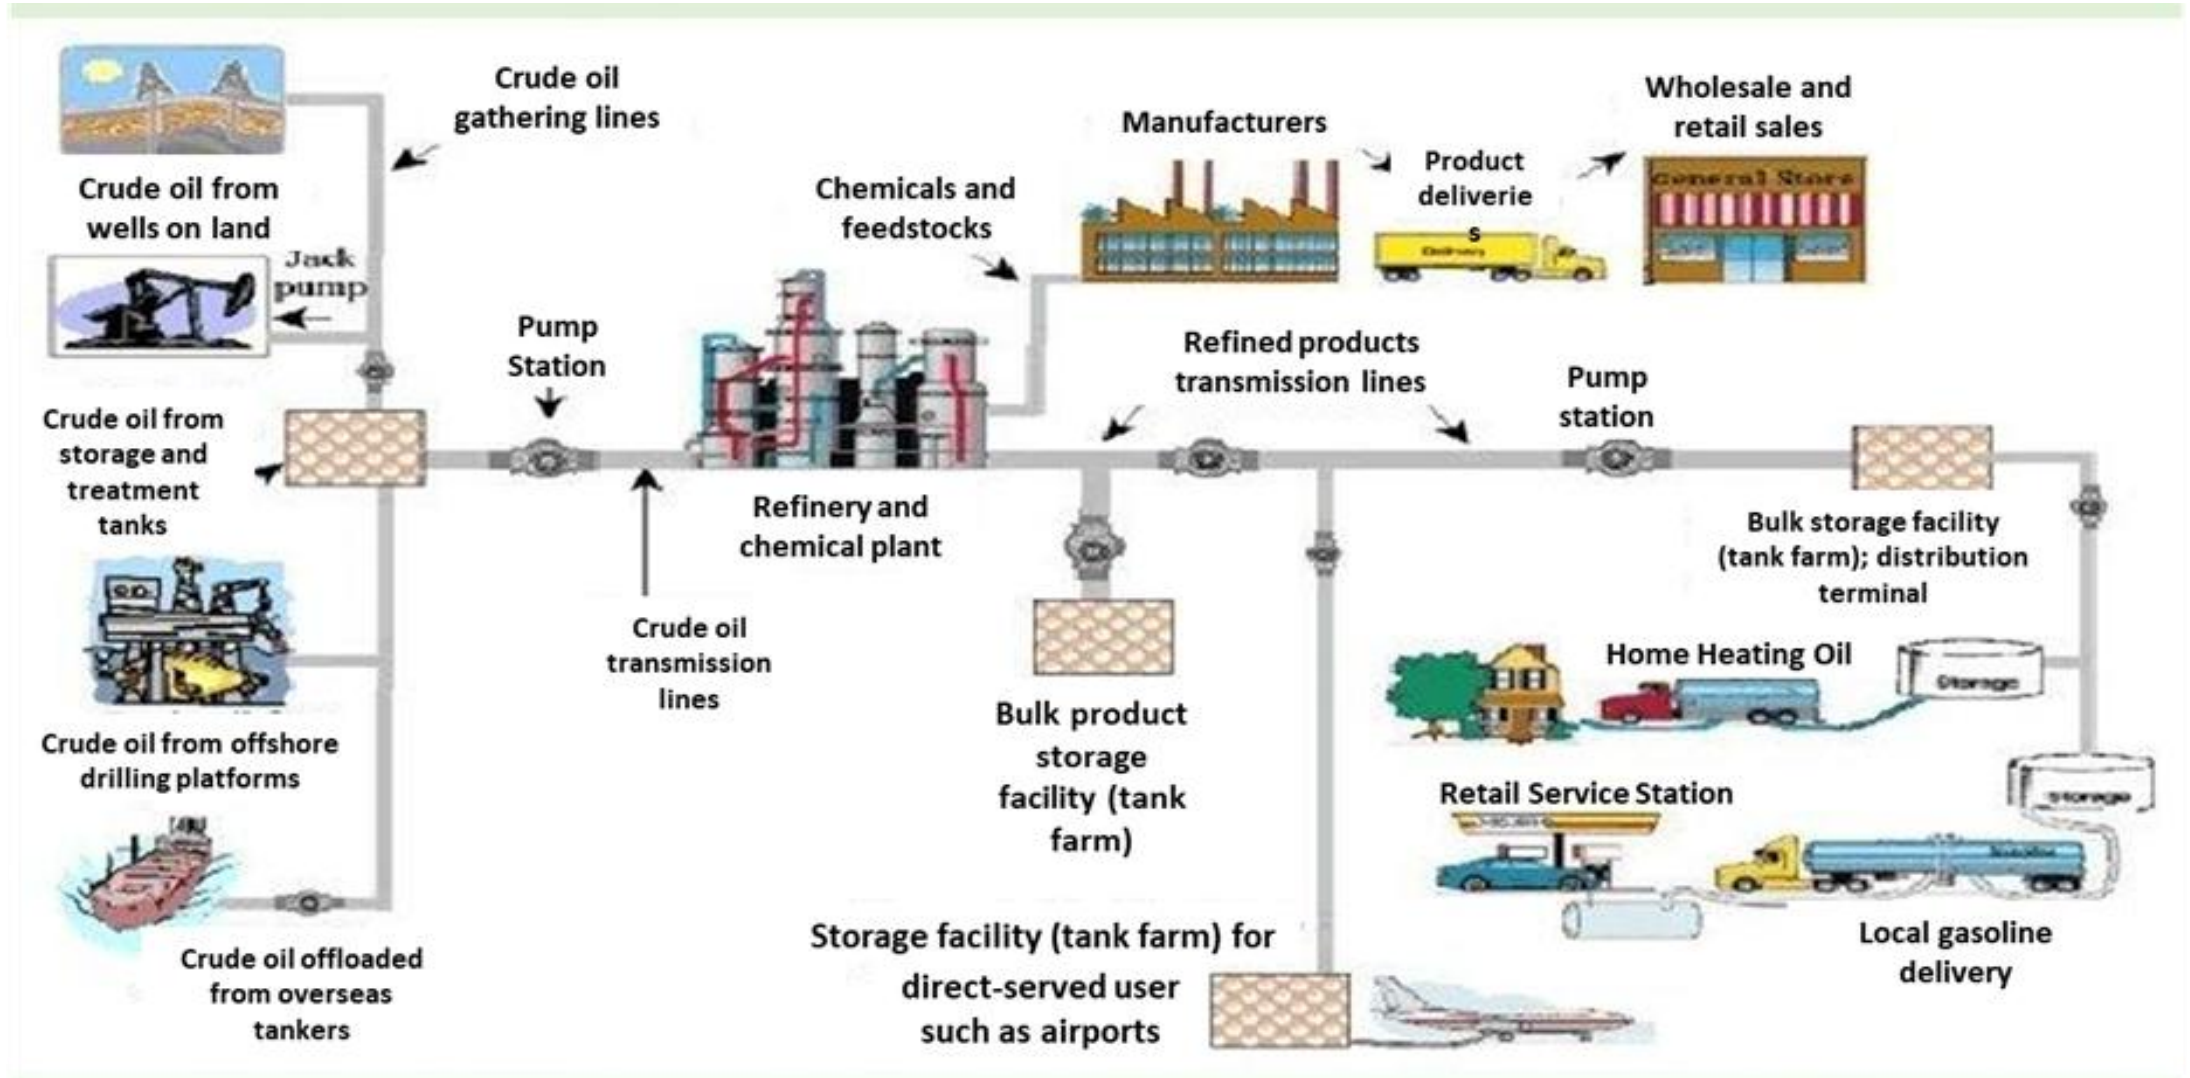 Crude oil
gathering lines
Crude oil from
wells on land
Jack
pump
Crude oil from
storage and
treatment
tanks
Crude oil from offshore
drilling platforms
Crude oil offloaded
from overseas
tankers
Pump
Station
Crude oil
transmission
lines
Refinery and
chemical plant
Chemicals and
feedstocks
Manufacturers
Product
deliverie
s
Wholesale and
retail sales
General Store
Refined products
transmission lines
Pump
station
Bulk product
storage
facility (tank
farm)
Storage facility (tank farm) for
direct-served user
such as airports
Bulk storage facility
(tank farm); distribution
terminal
Home Heating Oil
Storage
Storage
Retail Service Station
Local gasoline
delivery